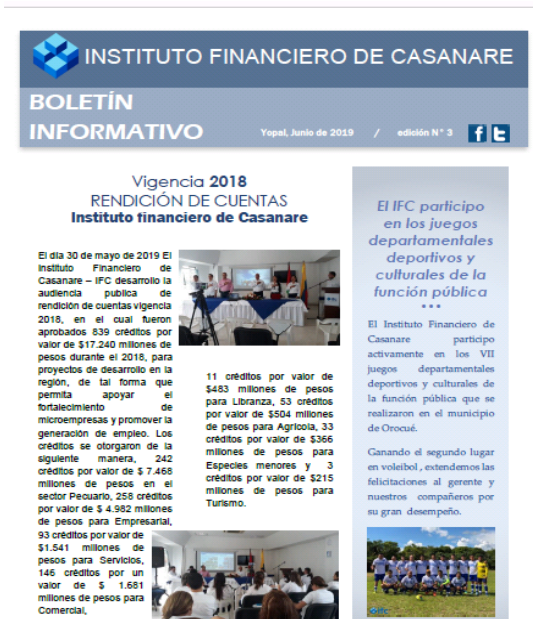 INSTITUTO FINANCIERO DE CASANARE
BOLETÍN
INFORMATIVO
Yopal, Junio de 2019 / edición N° 3
Vigencia 2018
RENDICIÓN DE CUENTAS
Instituto financiero de Casanare
El día 30 de mayo de 2019 El
Instituto Financiero de
Casanare – IFC desarrollo la
audiencia publica de
rendición de cuentas vigencia
2018, en el cual fueron
aprobados 839 créditos por
valor de $17.240 millones de
pesos durante el 2018, para
proyectos de desarrollo en la
región, de tal forma que
permita apoyar el
fortalecimiento de
microempresas y promover la
generación de empleo. Los
créditos se otorgaron de la
siguiente manera, 242
créditos por valor de $ 7.468
millones de pesos en el
sector Pecuario, 258 créditos
por valor de $ 4.982 millones
de pesos para Empresarial,
93 créditos por valor de
$1.541 millones de
pesos para Servicios,
146 créditos por un
valor de $ 1.681
millones de pesos para
Comercial,
11 créditos por valor de
$483 millones de pesos
para Libranza, 53 créditos
por valor de $504 millones
de pesos para Agrícola, 33
créditos por valor de $366
millones de pesos para
Especies menores y 3
créditos por valor de $215
millones de pesos para
Turismo.
El IFC participo
en los juegos
departamentales
deportivos y
culturales de la
función pública
El Instituto Financiero de
Casanare participo
activamente en los VII
juegos departamentales
deportivos y culturales de
la función pública que se
realizaron en el municipio
de Orocué.
Ganando el segundo lugar
en voleibol , extendemos las
felicitaciones al gerente y
nuestros compañeros por
su gran desempeño.
ifc